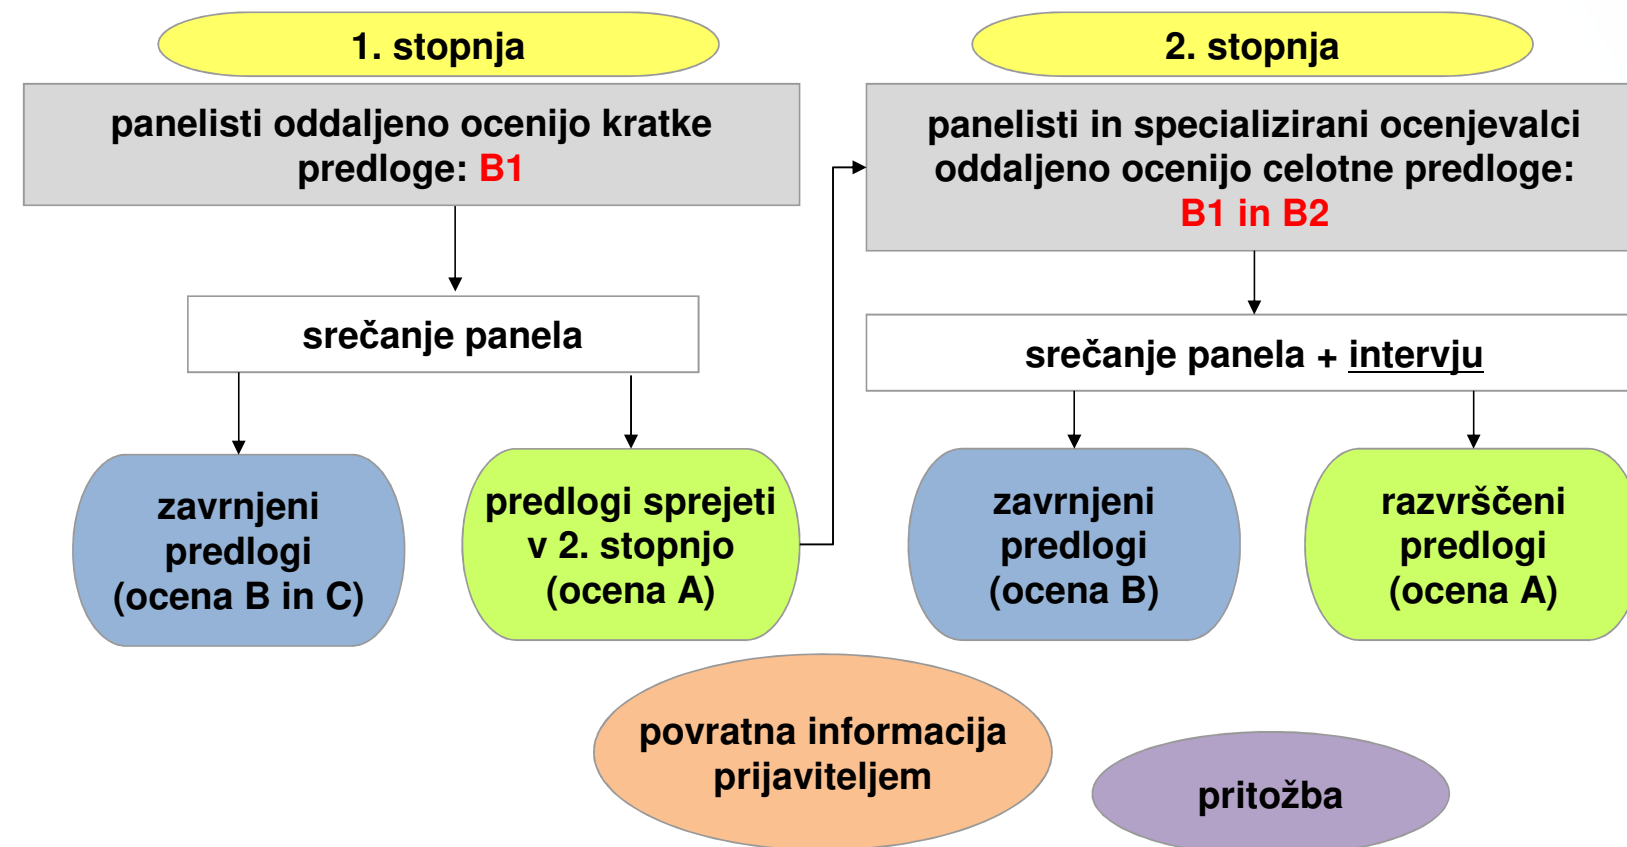 1. stopnja
panelisti oddaljeno ocenijo kratke
predloge: B1
srečanje panela
zavrnjeni
predlogi
(ocena B in C)
predlogi sprejeti
v 2. stopnjo
(ocena A)
2. stopnja
panelisti in specializirani ocenjevalci
oddaljeno ocenijo celotne predloge:
B1 in B2
srečanje panela + intervju
zavrnjeni
predlogi
(ocena B)
razvrščeni
predlogi
(ocena A)
povratna informacija
prijaviteljem
pritožba